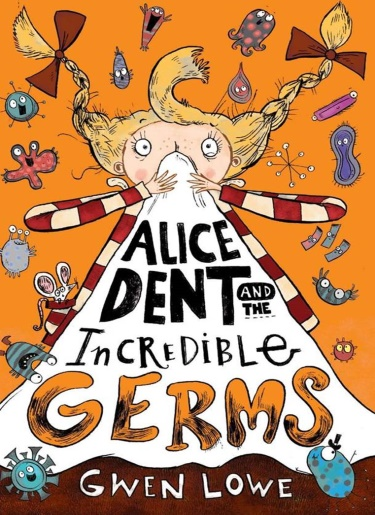 ALICE
DENT AND THE
INCREDIBLE
GERMS
GWEN LOWE